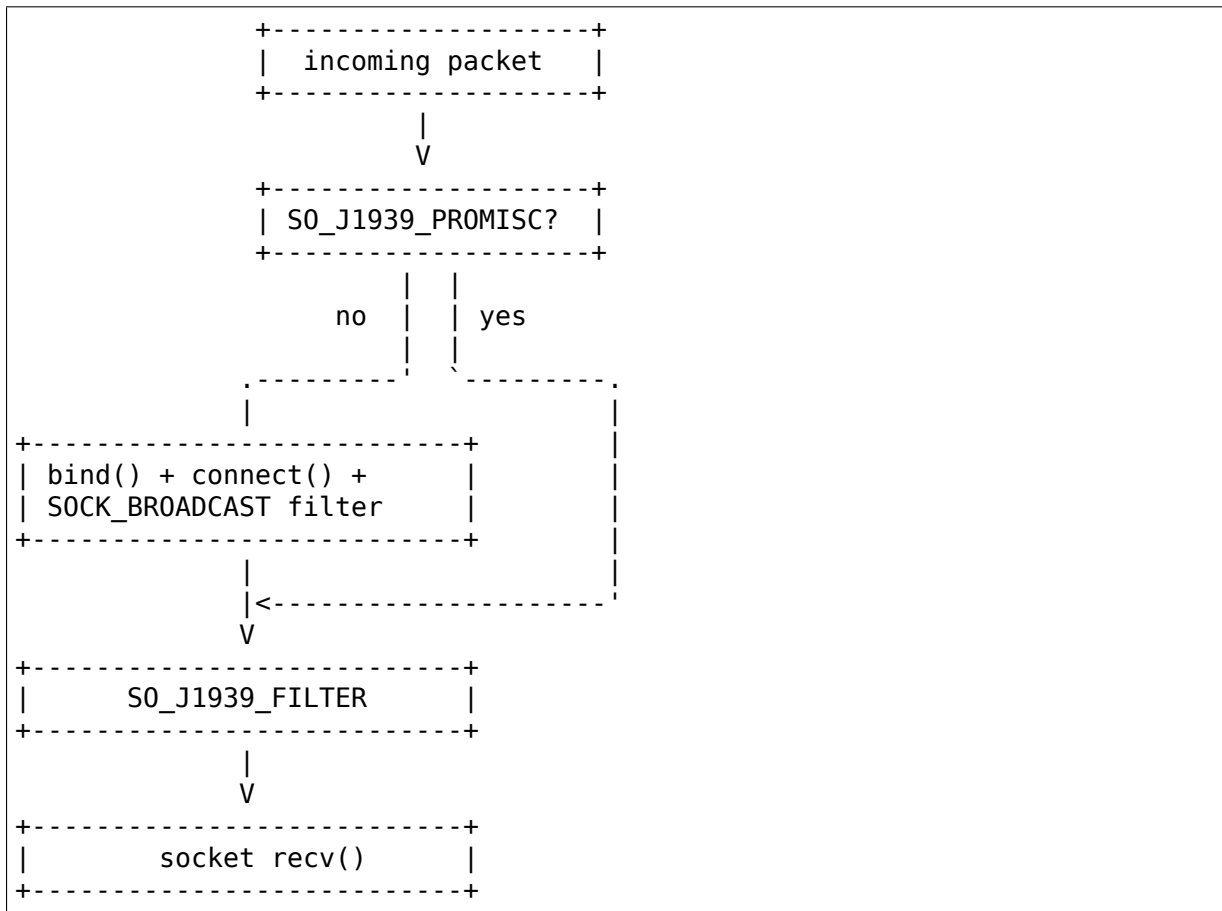 incoming packet
SO_J1939_PROMISC?
no yes
bind() + connect() +
SOCK_BROADCAST filter
SO_J1939_FILTER
socket recv()